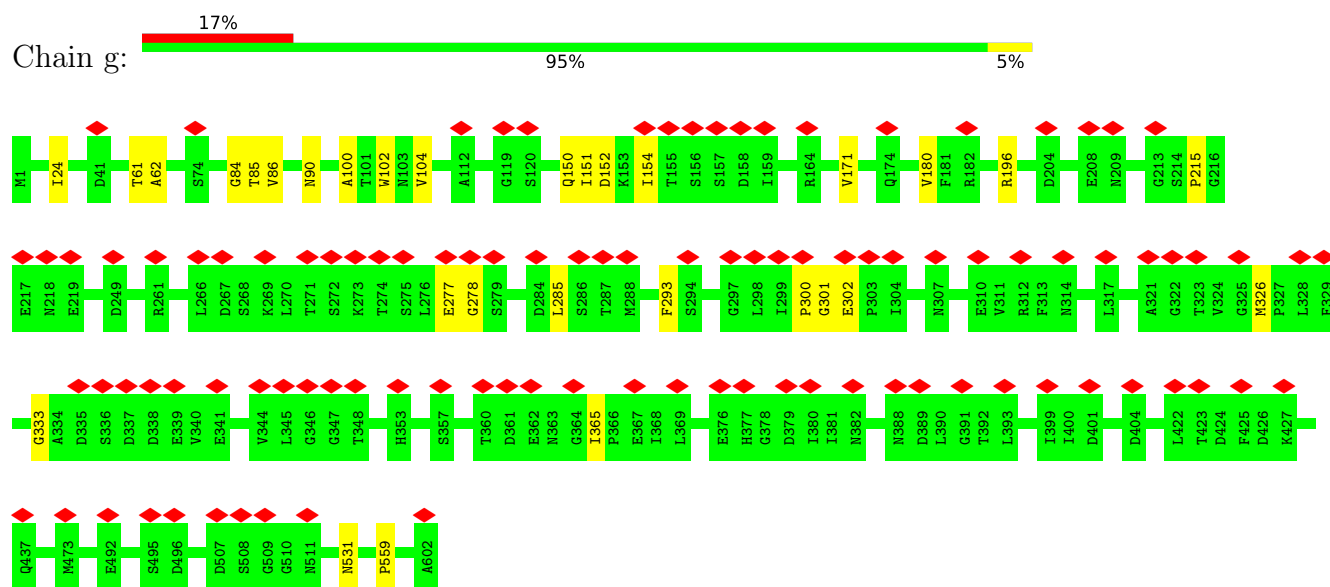 17%
Chain g:
95%
5%
M1 I24 D41 T61 A62 S74 G84 T85 V86 N90 A100 T101 W102 N103 V104 A112 G119 S120 Q150 I151 D152 K153 I154 T155 S156 S157 D158 I159 R164 V171 Q174 V180 F181 R182 R196 D204 E208 N209 G213 S214 P215 G216
E217 N218 E219 D249 R261 L266 D267 S268 K269 L270 T271 S272 K273 T274 S275 L276 E277 G278 S279 D284 L285 S286 T287 M288 F293 S294 G297 L298 I299 P300 G301 E302 P303 I304 N307 E310 V311 R312 F313 N314 L317 A321 G322 T323 V324 G325 M326 P327 L328 F329
G333 A334 D335 S336 D337 D338 E339 V340 E341 V344 L345 G346 G347 T348 H353 S357 T360 D361 E362 N363 G364 I365 P366 E367 I368 L369 E376 H377 G378 D379 I380 I381 N382 N388 D389 L390 G391 T392 L393 I399 I400 D401 D404 L422 T423 D424 F425 D426 K427
Q437 M473 E492 S495 D496 D507 S508 G509 G510 N511 N531 P559 A602